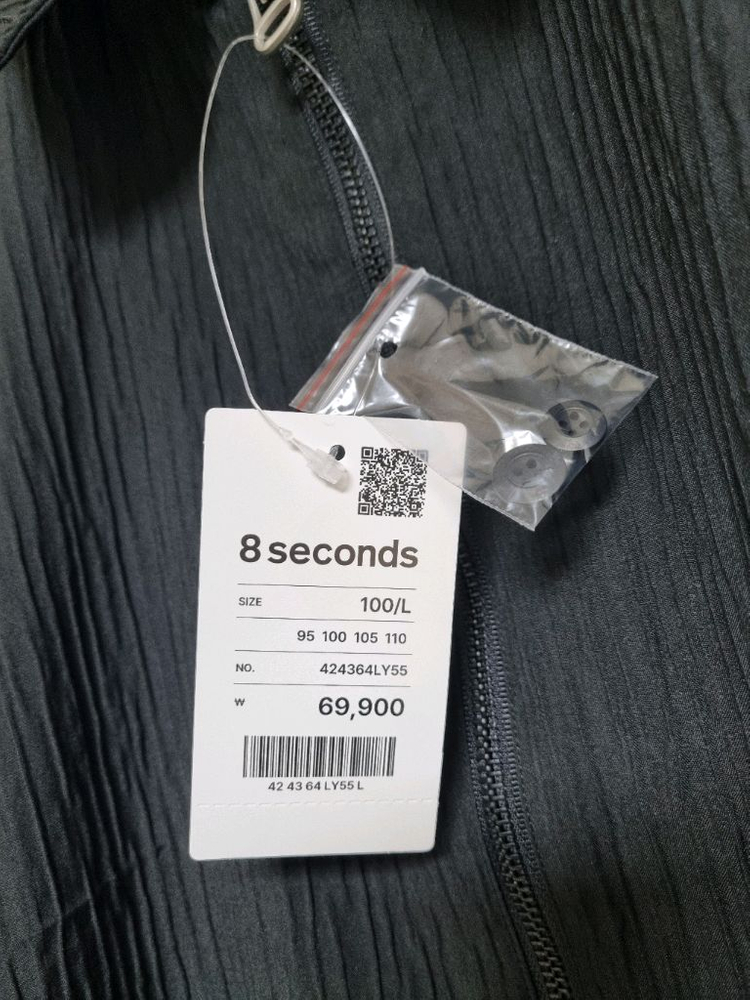 8 seconds
SIZE 100/L
95 100 105 110
NO. 424364LY55
₩ 69,900
42 43 64 LY55 L